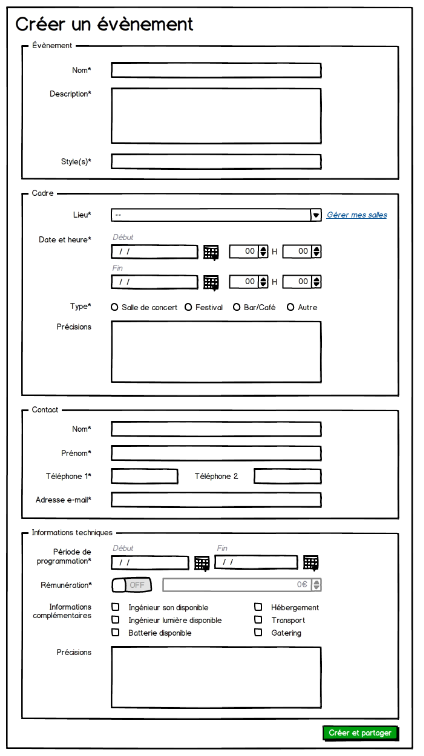 Créer un évènement
Évènement
Nom*
Description*
Style(s)*
Cadre
Lieu* -- Gérer mes salles
Date et heure* Début
/ / 00 H 00
Fin
/ / 00 H 00
Type* Salle de concert Festival Bar/Café Autre
Précisions
Contact
Nom*
Prénom*
Téléphone 1* Téléphone 2
Adresse e-mail*
Informations techniques
Période de programmation* Début Fin
/ / / /
Rémunération* OFF 0€
Informations complémentaires
Ingénieur son disponible Hébergement
Ingénieur lumière disponible Transport
Batterie disponible Gatering
Précisions
Créer et partager